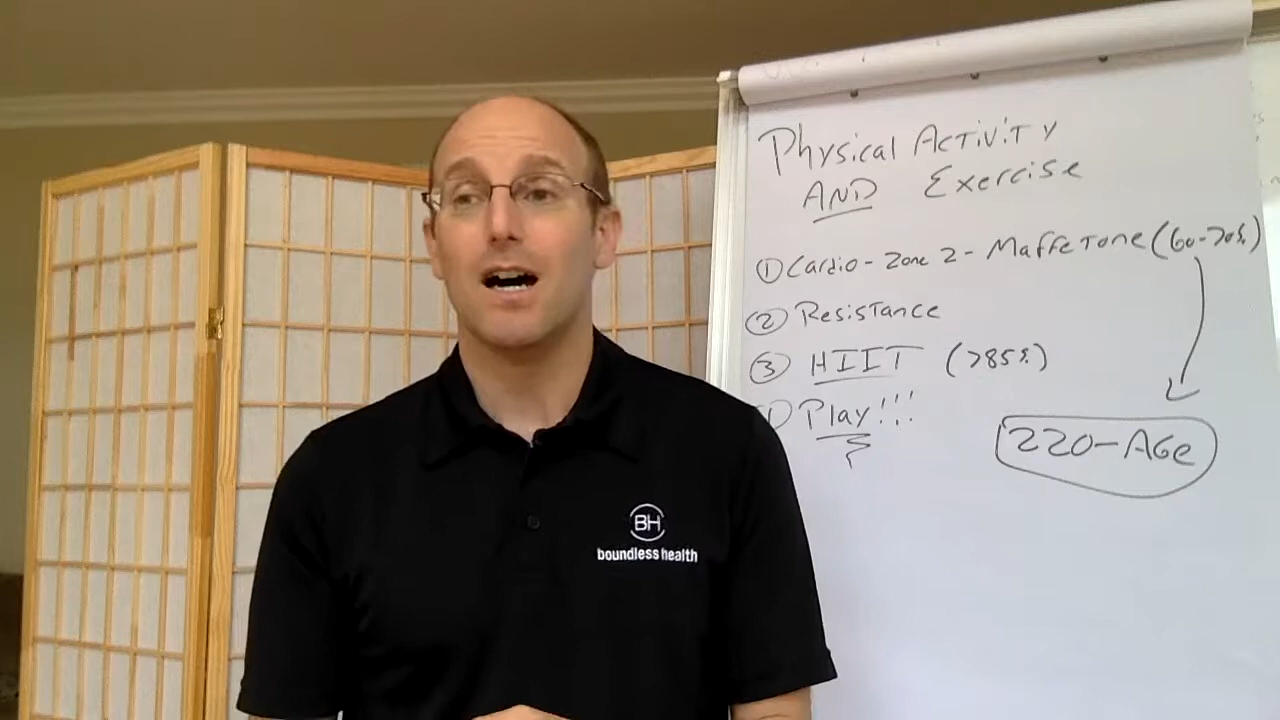 Physical Activity
AND Exercise
① Cardio - Zone 2 - Maffetone (60-70%)
② Resistance
③ HIIT (>85%)
Play!!!
220-Age
BH
boundless health